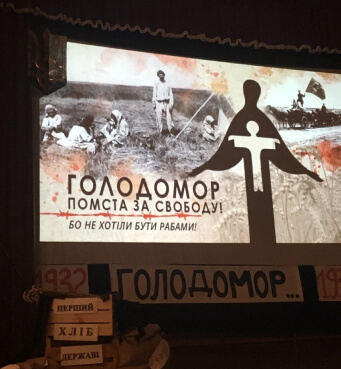 ГОЛОДОМОР
ПОМСТА ЗА СВОБОДУ!
БО НЕ ХОТІЛИ БУТИ РАБАМИ!
1932 ГОЛОДОМОР...
ПЕРШИЙ
ХЛІБ
ДЕРЖАВІ